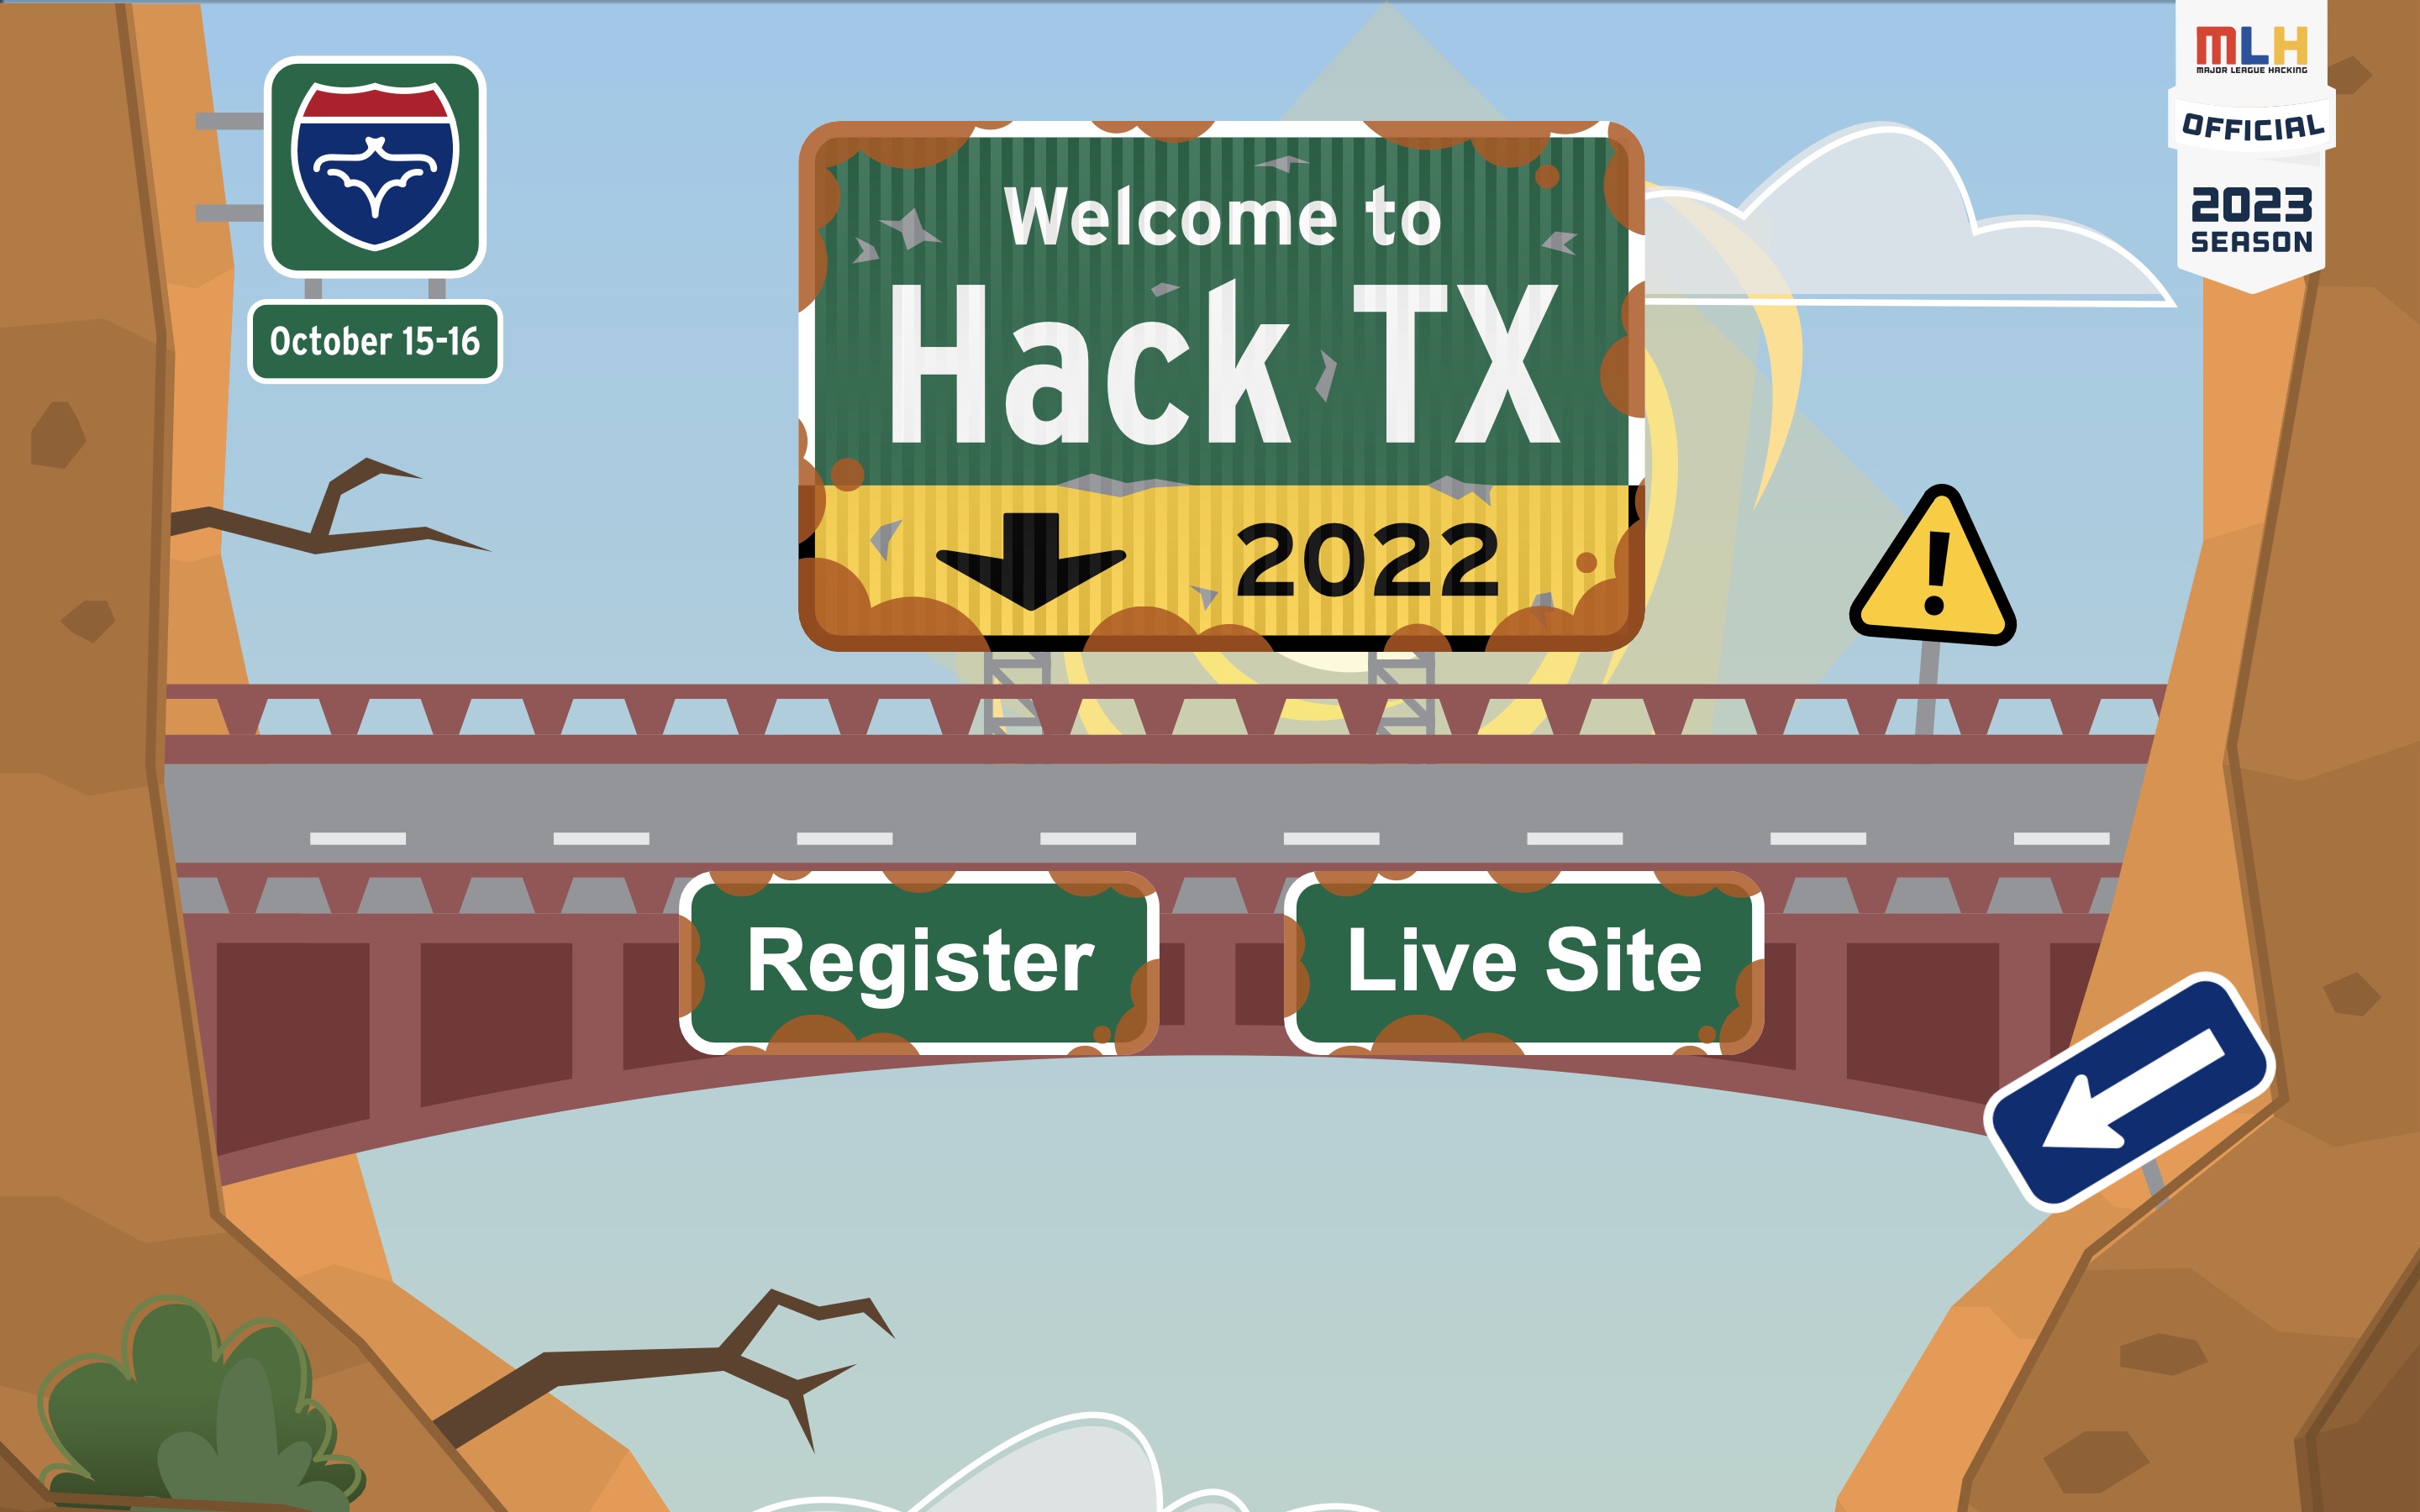 MLH
MAJOR LEAGUE HACKING
OFFICIAL
2023
SEASON
October 15-16
Welcome to
Hack TX
2022
!
Register
Live Site